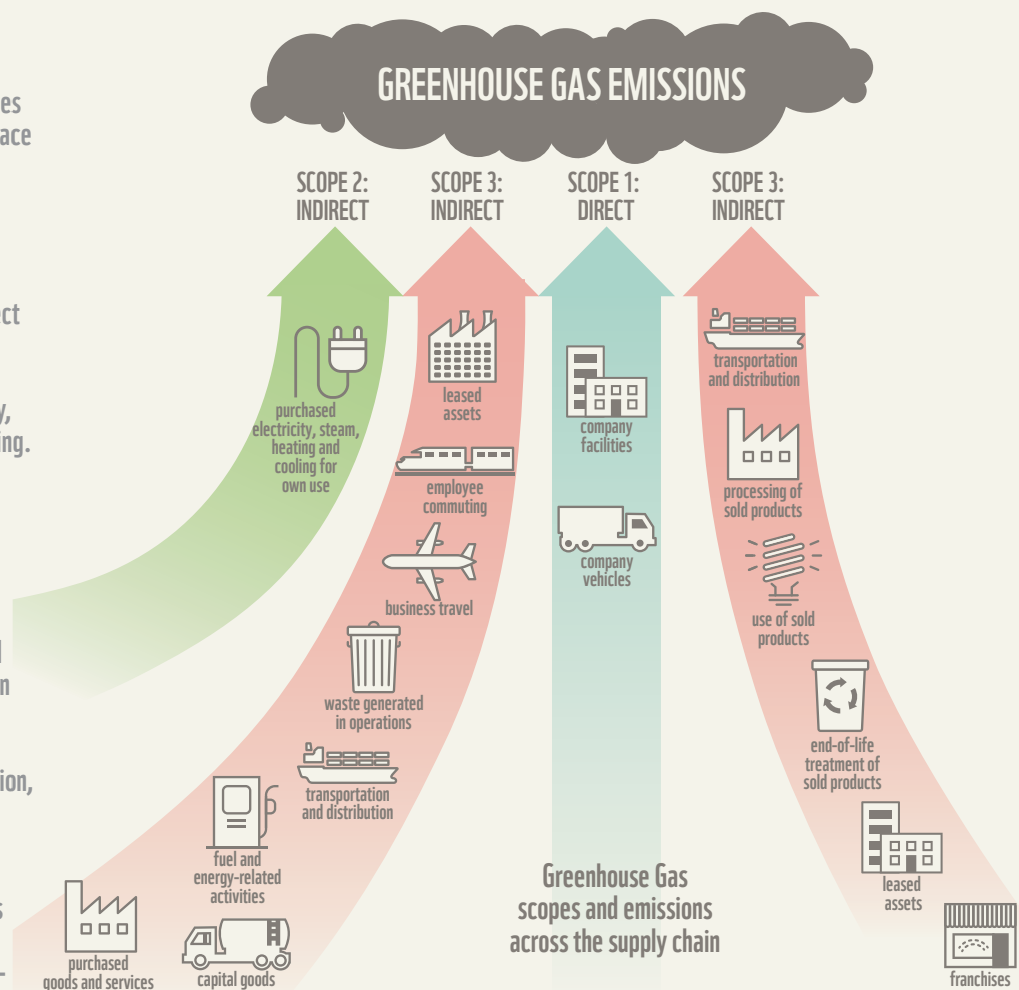 GREENHOUSE GAS EMISSIONS
SCOPE 2:
INDIRECT
SCOPE 3:
INDIRECT
SCOPE 1:
DIRECT
SCOPE 3:
INDIRECT
purchased
electricity, steam,
heating and
cooling for
own use
leased
assets
employee
commuting
business travel
waste generated
in operations
transportation
and distribution
fuel and
energy-related
activities
capital goods
purchased
goods and services
company
facilities
company
vehicles
Greenhouse Gas
scopes and emissions
across the supply chain
transportation
and distribution
processing of
sold products
use of sold
products
end-of-life
treatment of
sold products
leased
assets
franchises